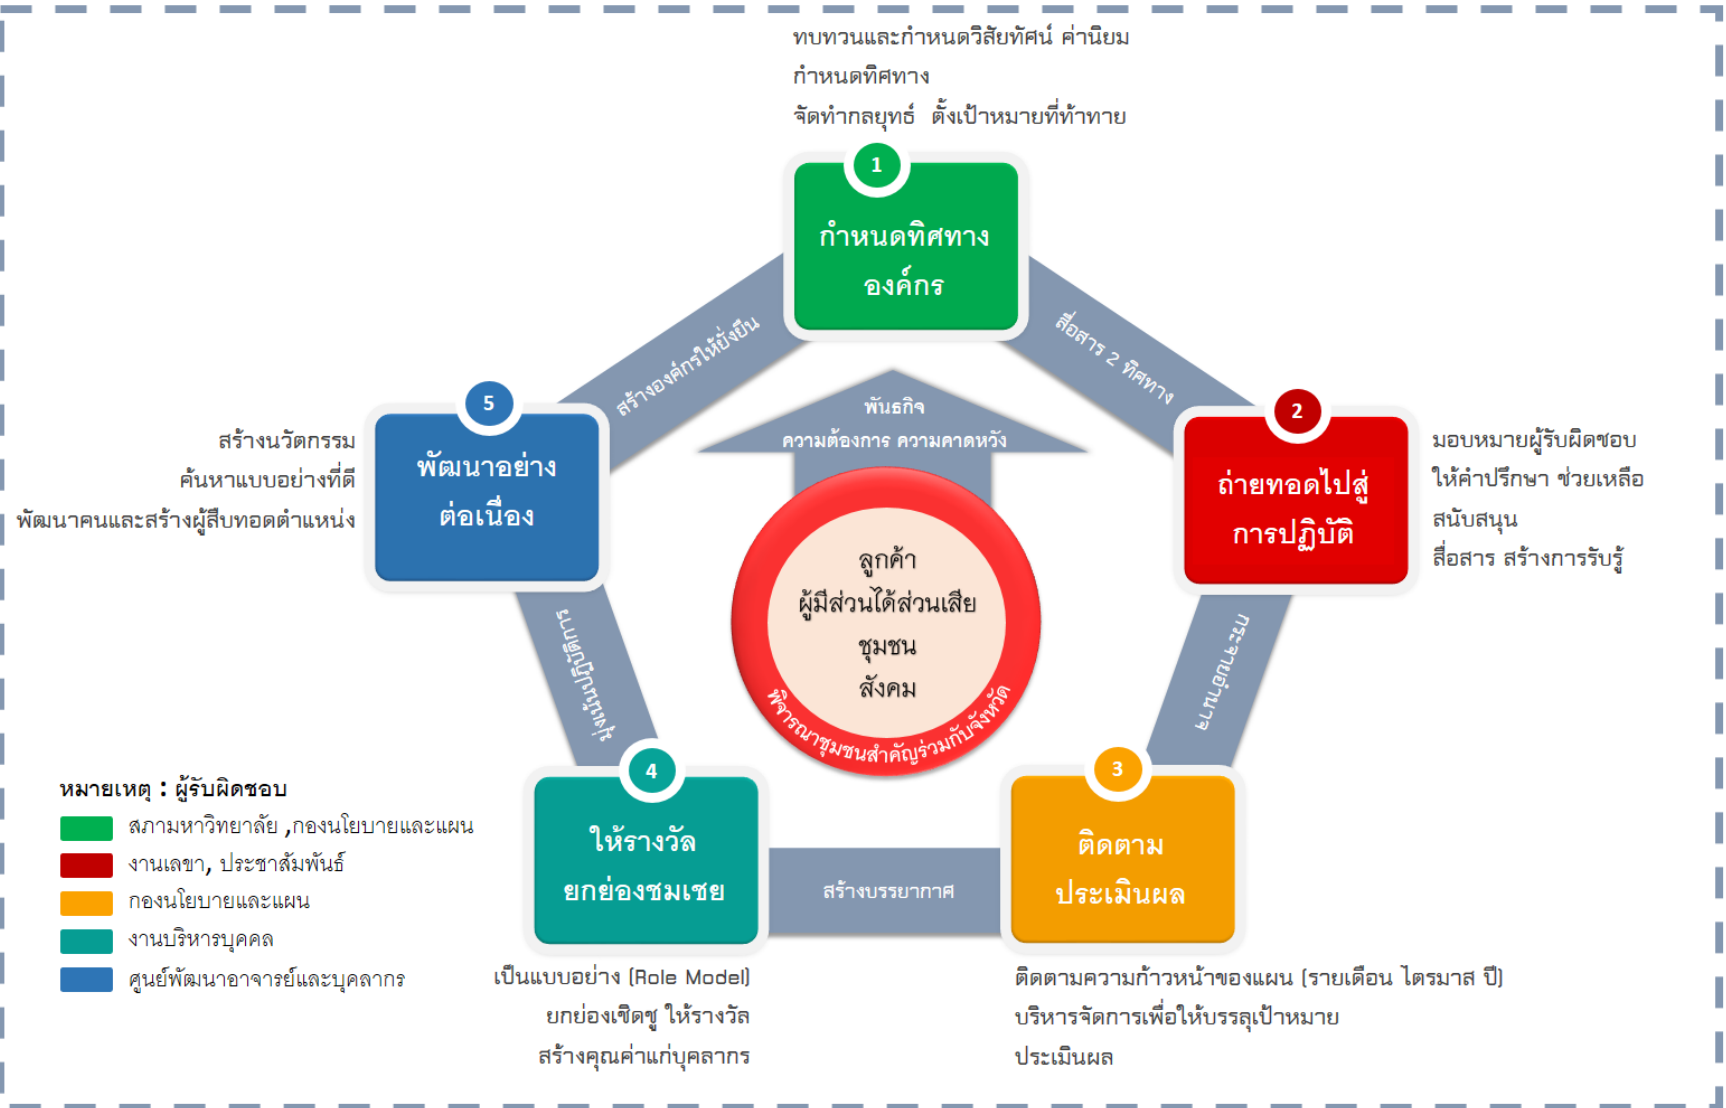 ทบทวนและกำหนดวิสัยทัศน์ ค่านิยม
กำหนดทิศทาง
จัดทำกลยุทธ์ ตั้งเป้าหมายที่ท้าทาย
1
กำหนดทิศทาง
องค์กร
สร้างองค์กรให้ยั่งยืน
สื่อสาร 2 ทิศทาง
5
พัฒนาอย่าง
ต่อเนื่อง
สร้างนวัตกรรม
ค้นหาแบบอย่างที่ดี
พัฒนาคนและสร้างผู้สืบทอดตำแหน่ง
พันธกิจ
ความต้องการ ความคาดหวัง
ลูกค้า
ผู้มีส่วนได้ส่วนเสีย
ชุมชน
สังคม
พิจารณาชุมชนสำคัญร่วมกับจังหวัด
2
ถ่ายทอดไปสู่
การปฏิบัติ
มอบหมายผู้รับผิดชอบ
ให้คำปรึกษา ช่วยเหลือ
สนับสนุน
สื่อสาร สร้างการรับรู้
มุ่งเน้นปฏิบัติการ
กระจายอำนาจ
4
ให้รางวัล
ยกย่องชมเชย
สร้างบรรยากาศ
3
ติดตาม
ประเมินผล
เป็นแบบอย่าง (Role Model)
ยกย่องเชิดชู ให้รางวัล
สร้างคุณค่าแก่บุคลากร
ติดตามความก้าวหน้าของแผน (รายเดือน ไตรมาส ปี)
บริหารจัดการเพื่อให้บรรลุเป้าหมาย
ประเมินผล
หมายเหตุ : ผู้รับผิดชอบ
สภามหาวิทยาลัย ,กองนโยบายและแผน
งานเลขา, ประชาสัมพันธ์
กองนโยบายและแผน
งานบริหารบุคคล
ศูนย์พัฒนาอาจารย์และบุคลากร